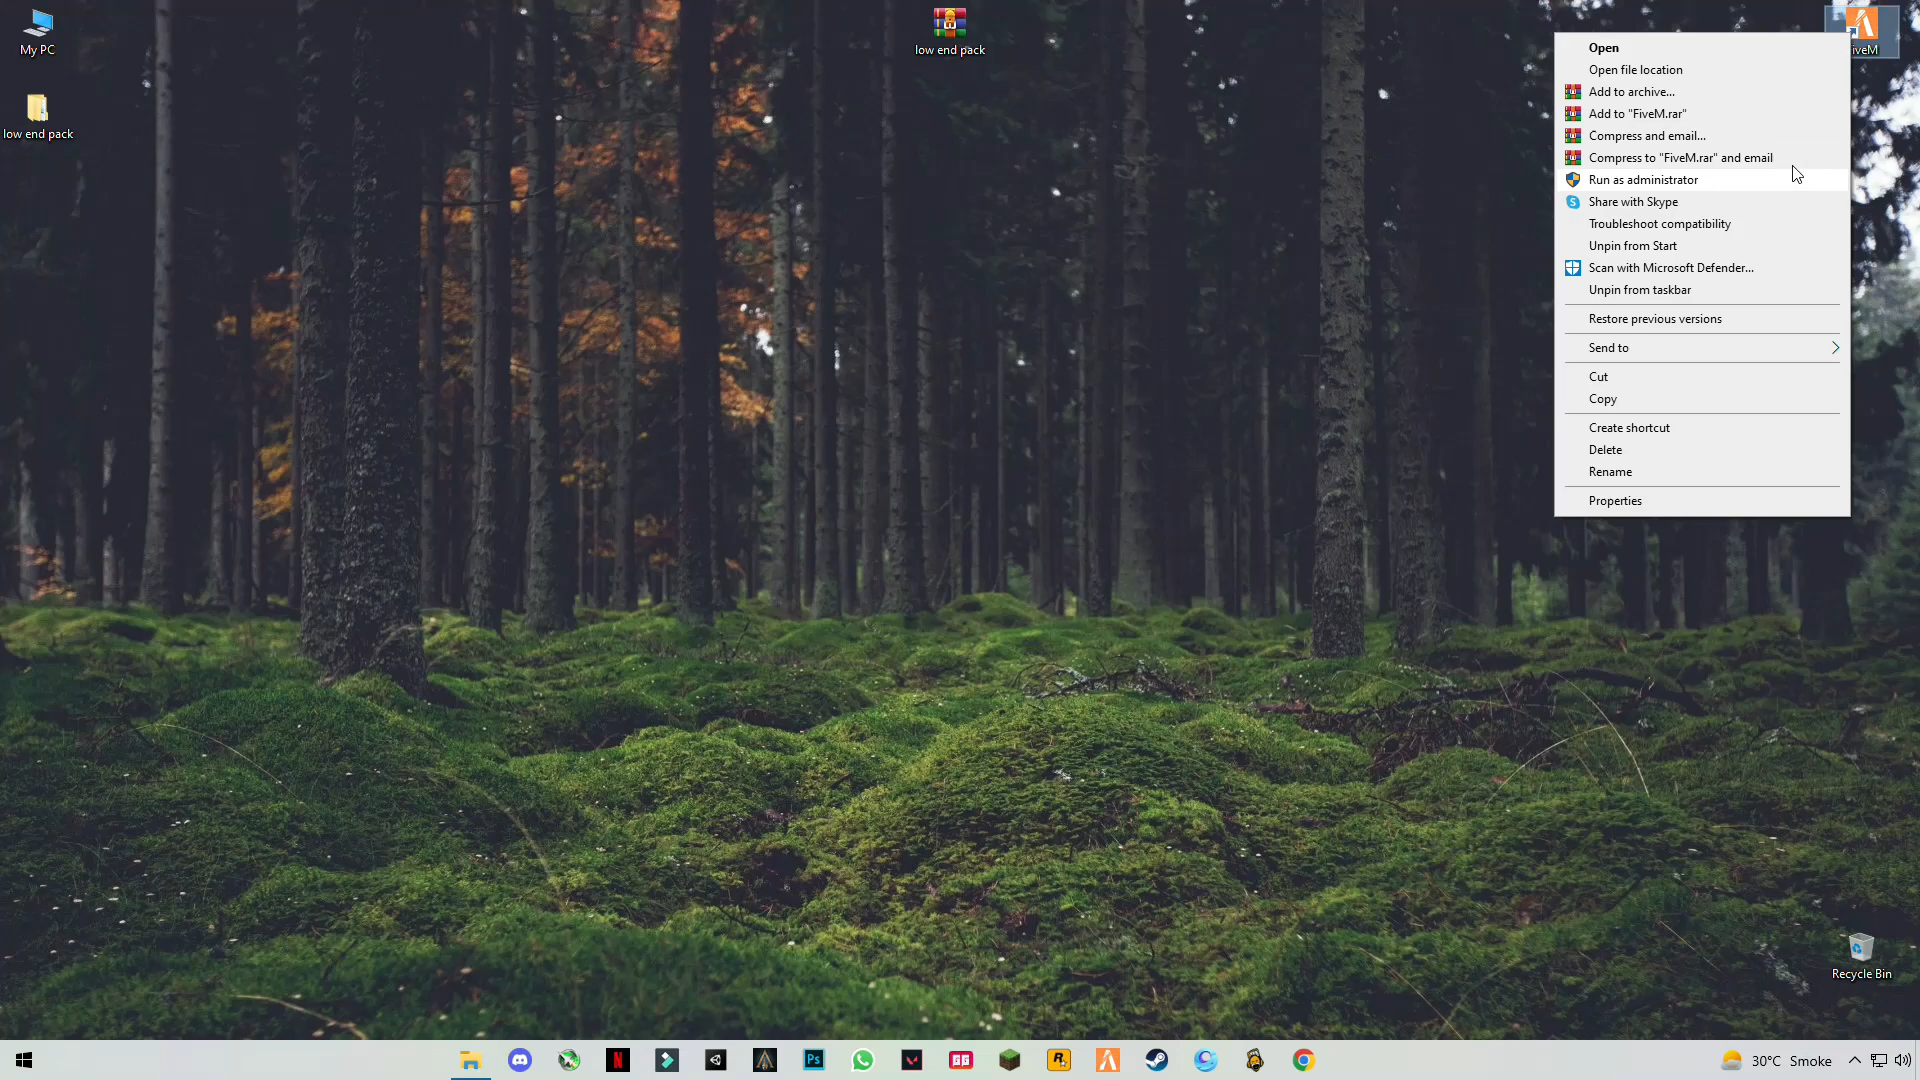 My PC
low end pack
low end pack
iveM
Open
Open file location
Add to archive...
Add to "FiveM.rar"
Compress and email...
Compress to "FiveM.rar" and email
Run as administrator
Share with Skype
Troubleshoot compatibility
Unpin from Start
Scan with Microsoft Defender...
Unpin from taskbar
Restore previous versions
Send to
Cut
Copy
Create shortcut
Delete
Rename
Properties
Recycle Bin
N
Ps
R
30°C Smoke